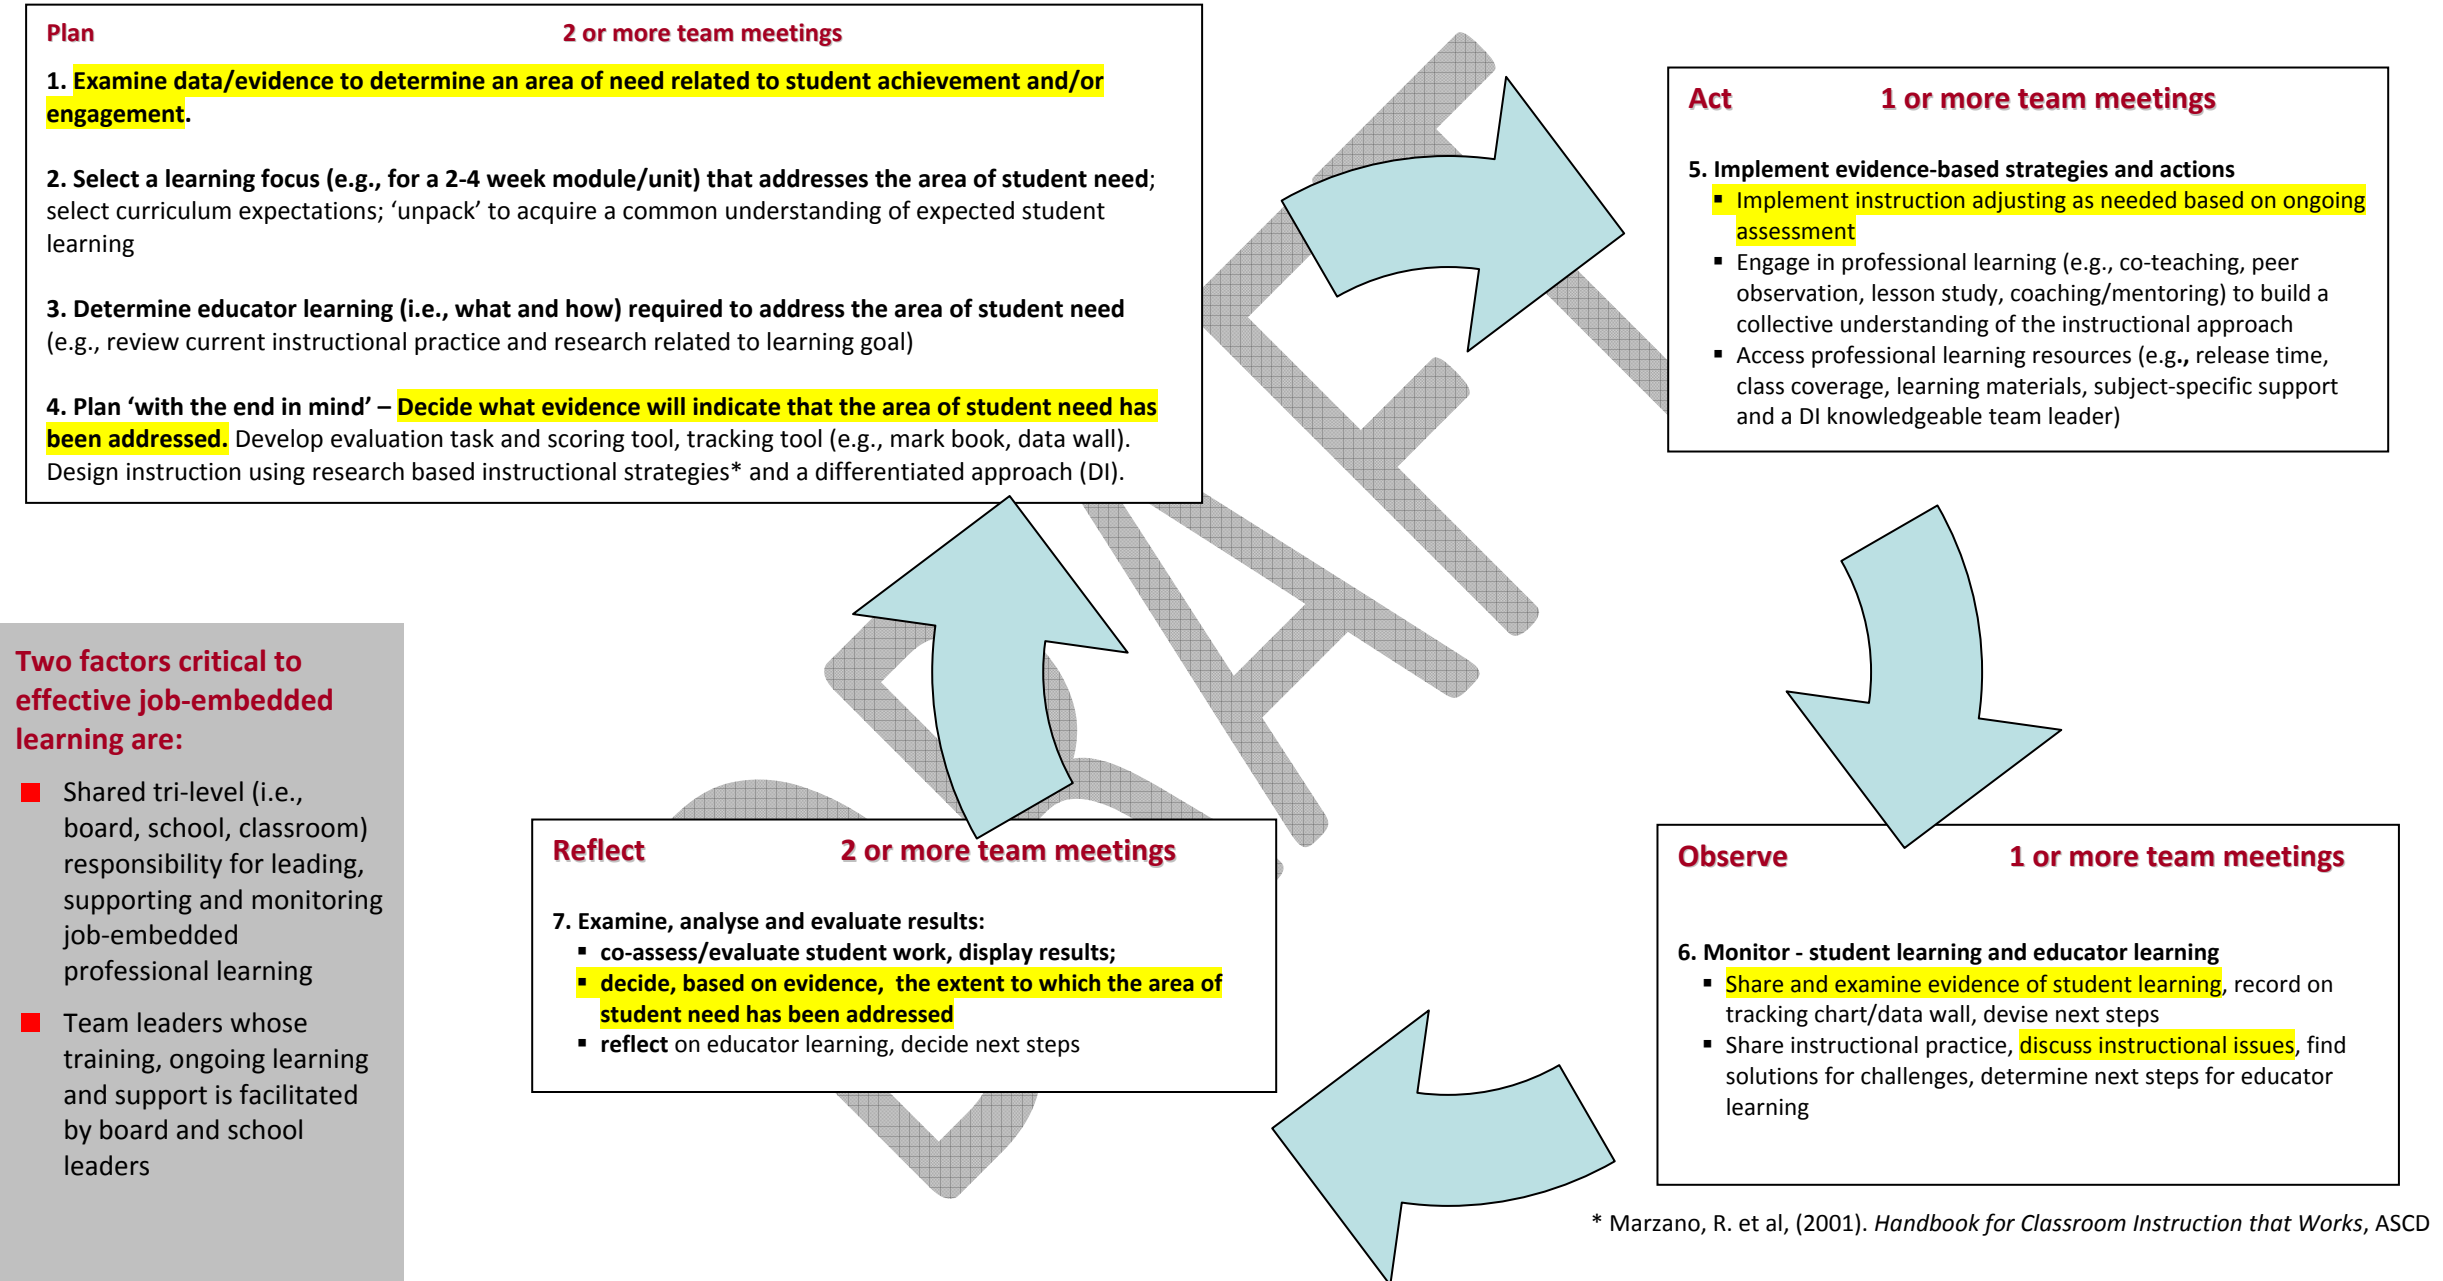 Plan 2 or more team meetings
1. Examine data/evidence to determine an area of need related to student achievement and/or
engagement.
2. Select a learning focus (e.g., for a 2-4 week module/unit) that addresses the area of student need;
select curriculum expectations; ‘unpack’ to acquire a common understanding of expected student
learning
3. Determine educator learning (i.e., what and how) required to address the area of student need
(e.g., review current instructional practice and research related to learning goal)
4. Plan ‘with the end in mind’ – Decide what evidence will indicate that the area of student need has
been addressed. Develop evaluation task and scoring tool, tracking tool (e.g., mark book, data wall).
Design instruction using research based instructional strategies* and a differentiated approach (DI).
Act 1 or more team meetings
5. Implement evidence-based strategies and actions
▪ Implement instruction adjusting as needed based on ongoing
assessment
▪ Engage in professional learning (e.g., co-teaching, peer
observation, lesson study, coaching/mentoring) to build a
collective understanding of the instructional approach
▪ Access professional learning resources (e.g., release time,
class coverage, learning materials, subject-specific support
and a DI knowledgeable team leader)
Two factors critical to
effective job-embedded
learning are:
■ Shared tri-level (i.e.,
board, school, classroom)
responsibility for leading,
supporting and monitoring
job-embedded
professional learning
■ Team leaders whose
training, ongoing learning
and support is facilitated
by board and school
leaders
Reflect 2 or more team meetings
7. Examine, analyse and evaluate results:
▪ co-assess/evaluate student work, display results;
▪ decide, based on evidence, the extent to which the area of
student need has been addressed
▪ reflect on educator learning, decide next steps
Observe 1 or more team meetings
6. Monitor - student learning and educator learning
▪ Share and examine evidence of student learning, record on
tracking chart/data wall, devise next steps
▪ Share instructional practice, discuss instructional issues, find
solutions for challenges, determine next steps for educator
learning
* Marzano, R. et al, (2001). Handbook for Classroom Instruction that Works, ASCD
DRAFT